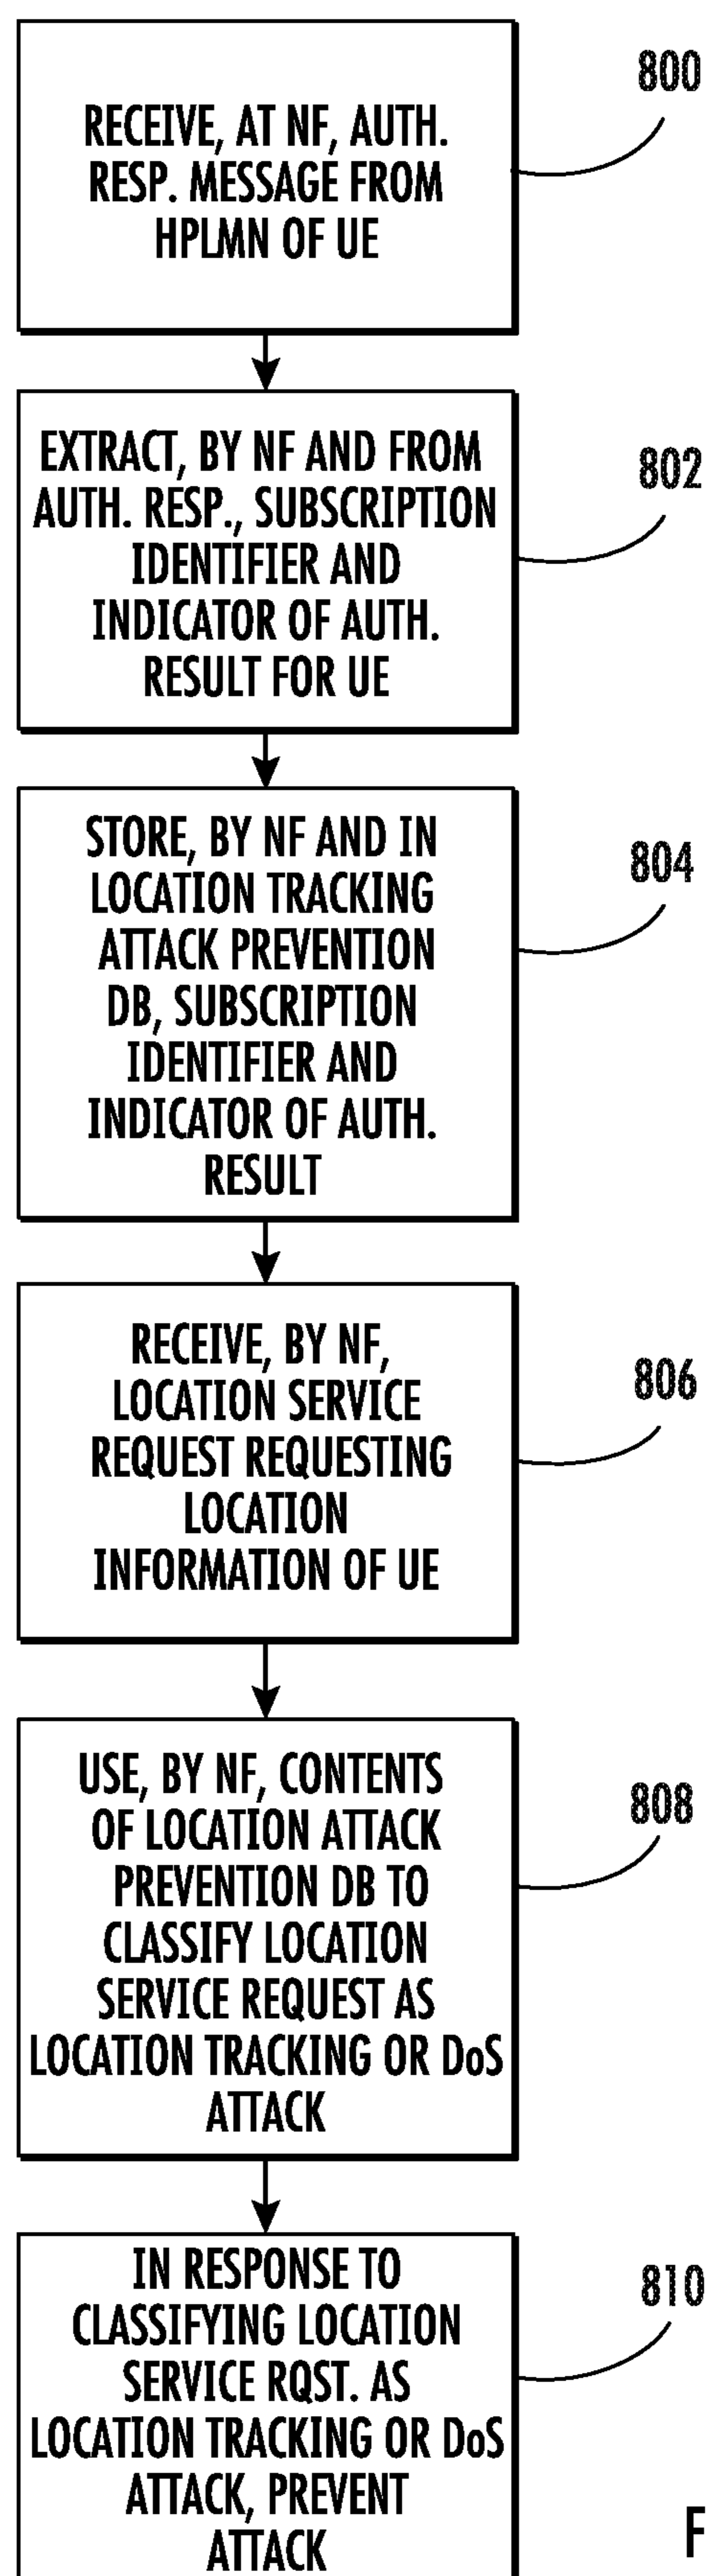 800
RECEIVE, AT NF, AUTH.
RESP. MESSAGE FROM
HPLMN OF UE
802
EXTRACT, BY NF AND FROM
AUTH. RESP., SUBSCRIPTION
IDENTIFIER AND
INDICATOR OF AUTH.
RESULT FOR UE
804
STORE, BY NF AND IN
LOCATION TRACKING
ATTACK PREVENTION
DB, SUBSCRIPTION
IDENTIFIER AND
INDICATOR OF AUTH.
RESULT
806
RECEIVE, BY NF,
LOCATION SERVICE
REQUEST REQUESTING
LOCATION
INFORMATION OF UE
808
USE, BY NF, CONTENTS
OF LOCATION ATTACK
PREVENTION DB TO
CLASSIFY LOCATION
SERVICE REQUEST AS
LOCATION TRACKING OR DoS
ATTACK
810
IN RESPONSE TO
CLASSIFYING LOCATION
SERVICE RQST. AS
LOCATION TRACKING OR DoS
ATTACK, PREVENT
ATTACK
F